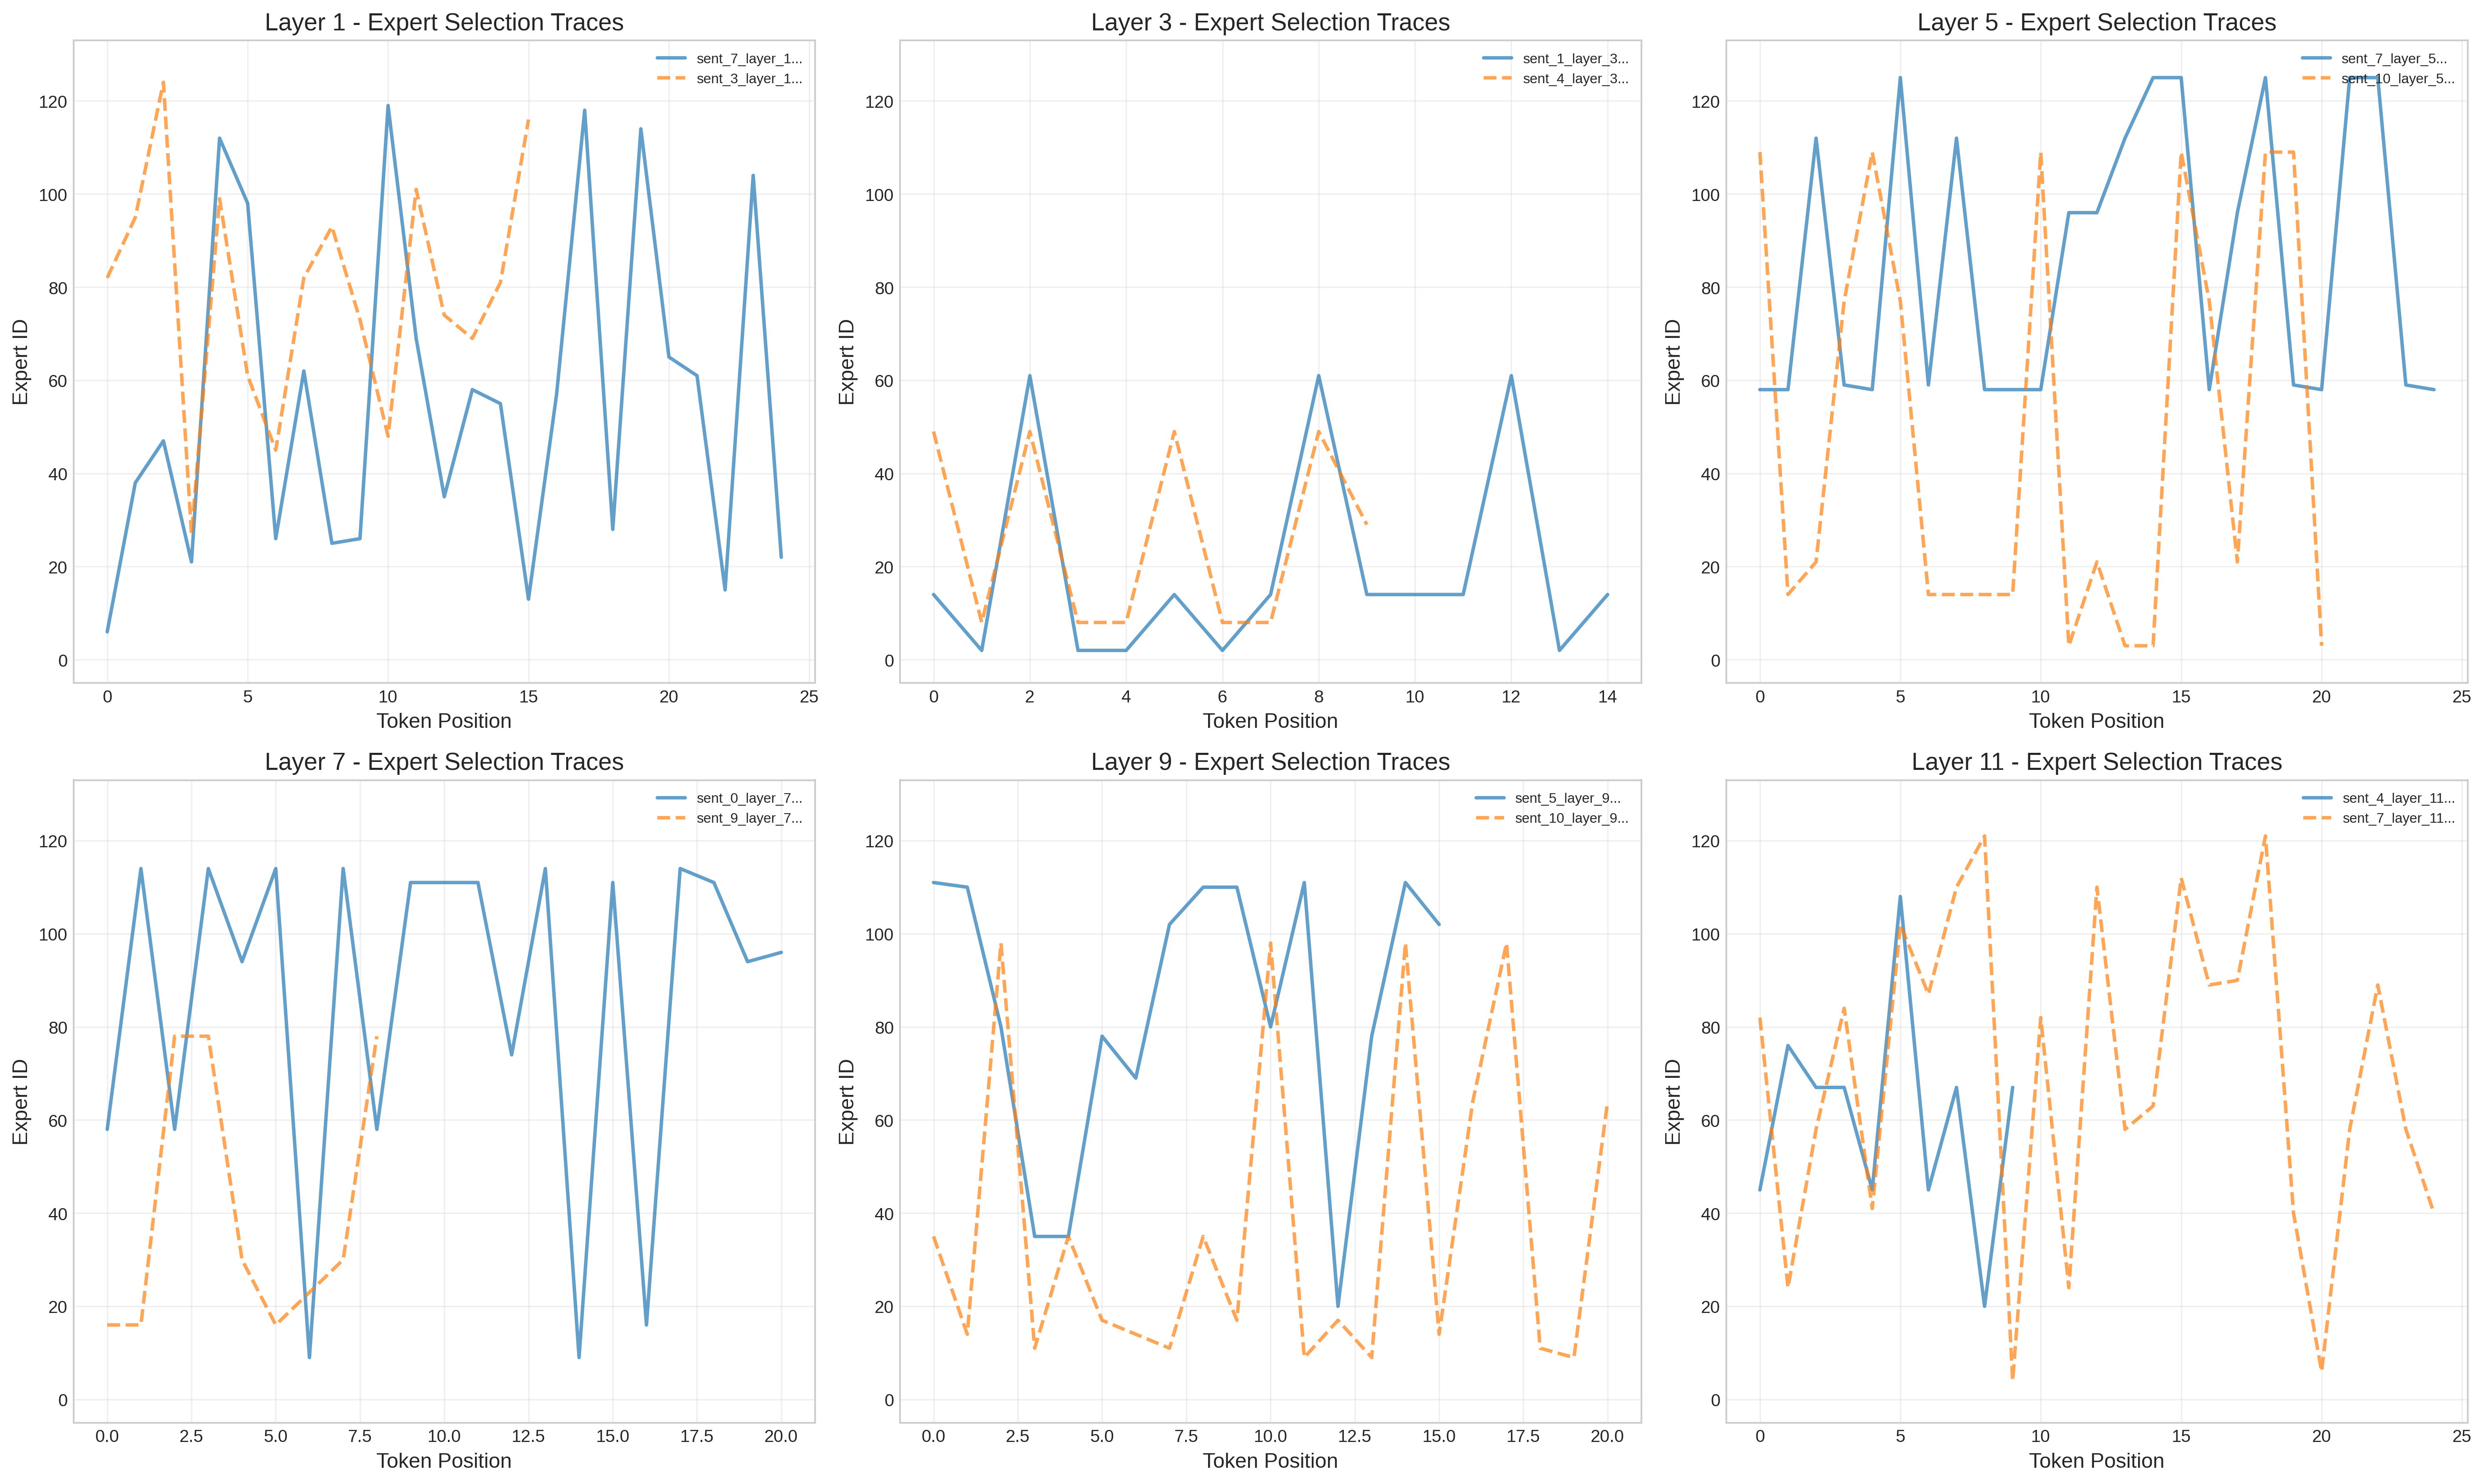 Layer 1 - Expert Selection Traces
sent_7_layer_1...
sent_3_layer_1...
120
100
80
60
40
20
0
Expert ID
0 5 10 15 20 25
Token Position
Layer 3 - Expert Selection Traces
sent_1_layer_3...
sent_4_layer_3...
120
100
80
60
40
20
0
Expert ID
0 2 4 6 8 10 12 14
Token Position
Layer 5 - Expert Selection Traces
sent_7_layer_5...
sent_10_layer_5...
120
100
80
60
40
20
0
Expert ID
0 5 10 15 20 25
Token Position
Layer 7 - Expert Selection Traces
sent_0_layer_7...
sent_9_layer_7...
120
100
80
60
40
20
0
Expert ID
0.0 2.5 5.0 7.5 10.0 12.5 15.0 17.5 20.0
Token Position
Layer 9 - Expert Selection Traces
sent_5_layer_9...
sent_10_layer_9...
120
100
80
60
40
20
0
Expert ID
0.0 2.5 5.0 7.5 10.0 12.5 15.0 17.5 20.0
Token Position
Layer 11 - Expert Selection Traces
sent_4_layer_11...
sent_7_layer_11...
120
100
80
60
40
20
0
Expert ID
0 5 10 15 20 25
Token Position